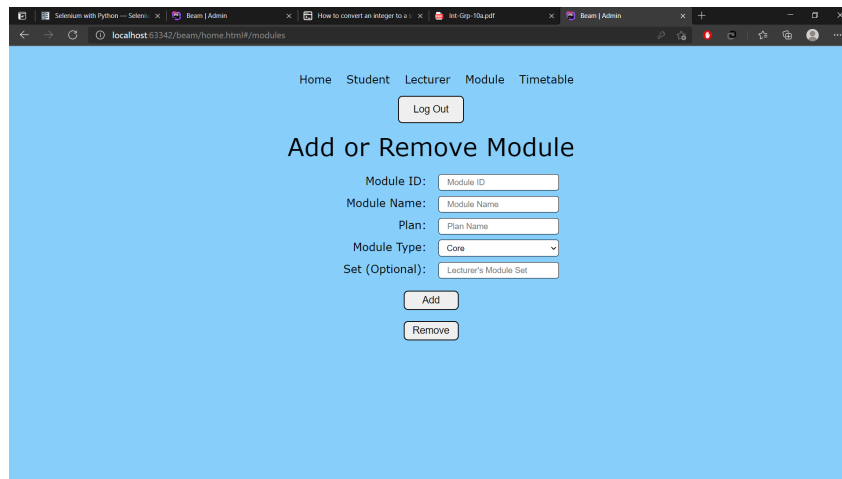 Selenium with Python — Seleni
Beam | Admin
How to convert an integer to a s
Int-Grp-10a.pdf
Beam | Admin
localhost:63342/beam/home.html#/modules
Home Student Lecturer Module Timetable
Log Out
Add or Remove Module
Module ID: Module ID
Module Name: Module Name
Plan: Plan Name
Module Type: Core
Set (Optional): Lecturer's Module Set
Add
Remove